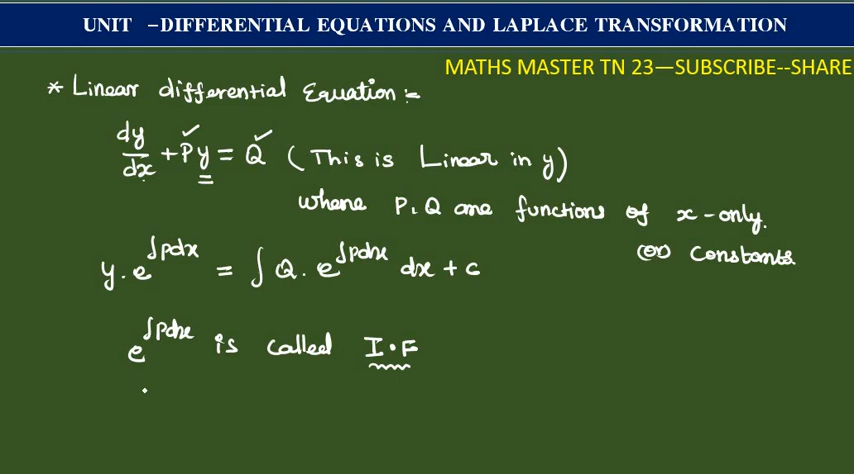 UNIT –DIFFERENTIAL EQUATIONS AND LAPLACE TRANSFORMATION
MATHS MASTER TN 23—SUBSCRIBE--SHARE
* Linear differential Equation :-
dy/dx + Py = Q (This is Linear in y)
where P, Q are functions of x-only.
(or) Constants
y. e^∫pdx = ∫ Q. e^∫pdx dx + c
e^∫pdx is called I.F